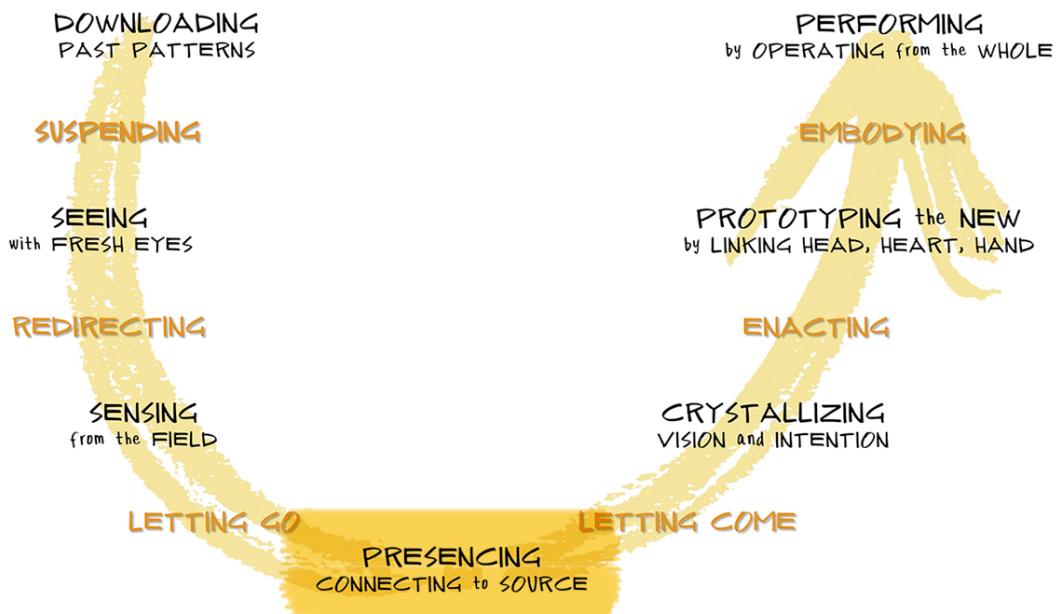 DOWNLOADING
PAST PATTERNS
SUSPENDING
SEEING
with FRESH EYES
REDIRECTING
SENSING
from the FIELD
LETTING GO
PRESENCING
CONNECTING to SOURCE
LETTING COME
CRYSTALLIZING
VISION and INTENTION
ENACTING
PROTOTYPING the NEW
by LINKING HEAD, HEART, HAND
EMBODYING
PERFORMING
by OPERATING from the WHOLE